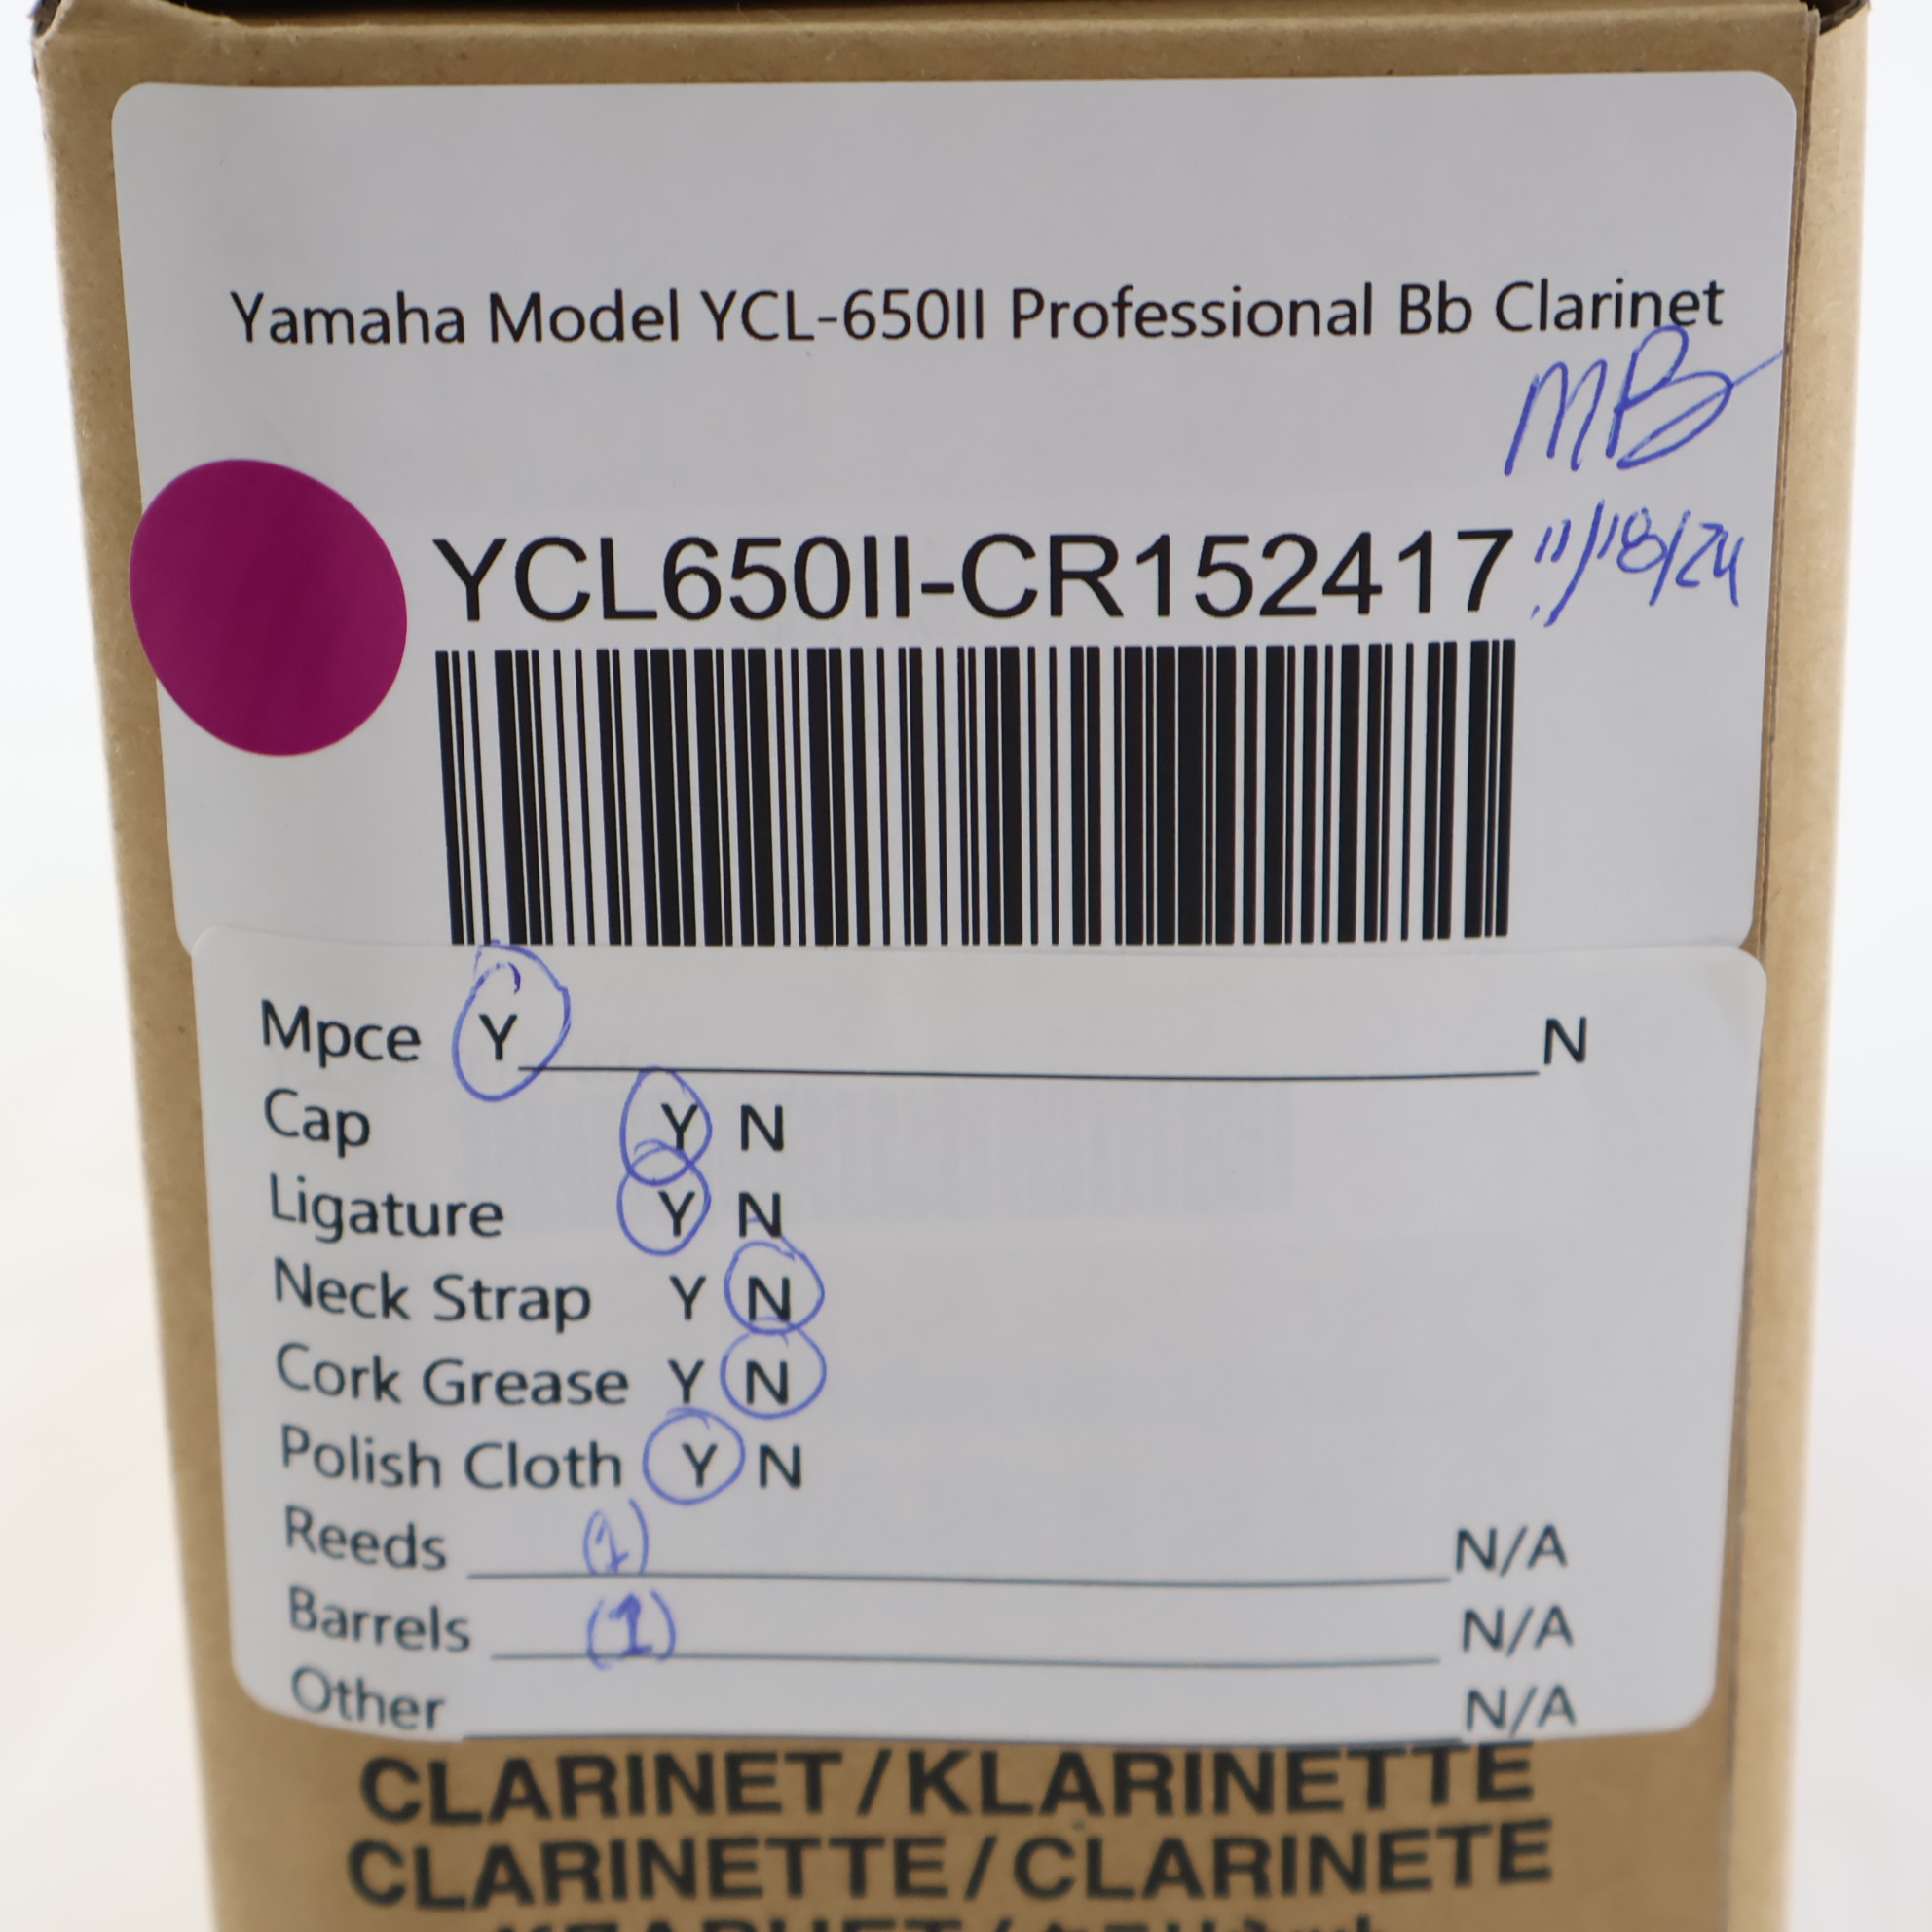 Yamaha Model YCL-650II Professional Bb Clarinet
MB
YCL650II-CR152417 11/18/24
Mpce Y N
Cap Y N
Ligature Y N
Neck Strap Y N
Cork Grease Y N
Polish Cloth Y N
Reeds (1) N/A
Barrels (1) N/A
Other N/A
CLARINET/KLARINETTE
CLARINETTE/CLARINETE